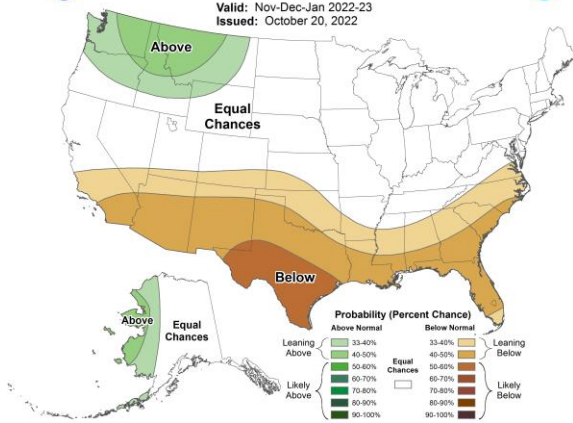 Valid: Nov-Dec-Jan 2022-23
Issued: October 20, 2022
Above
Equal
Chances
Below
Above
Equal
Chances
Probability (Percent Chance)
Above Normal
Below Normal
Leaning
Above
33-40%
40-50%
Likely
Above
50-60%
60-70%
70-80%
80-90%
90-100%
Equal
Chances
33-40%
40-50%
50-60%
60-70%
70-80%
80-90%
90-100%
Leaning
Below
Likely
Below